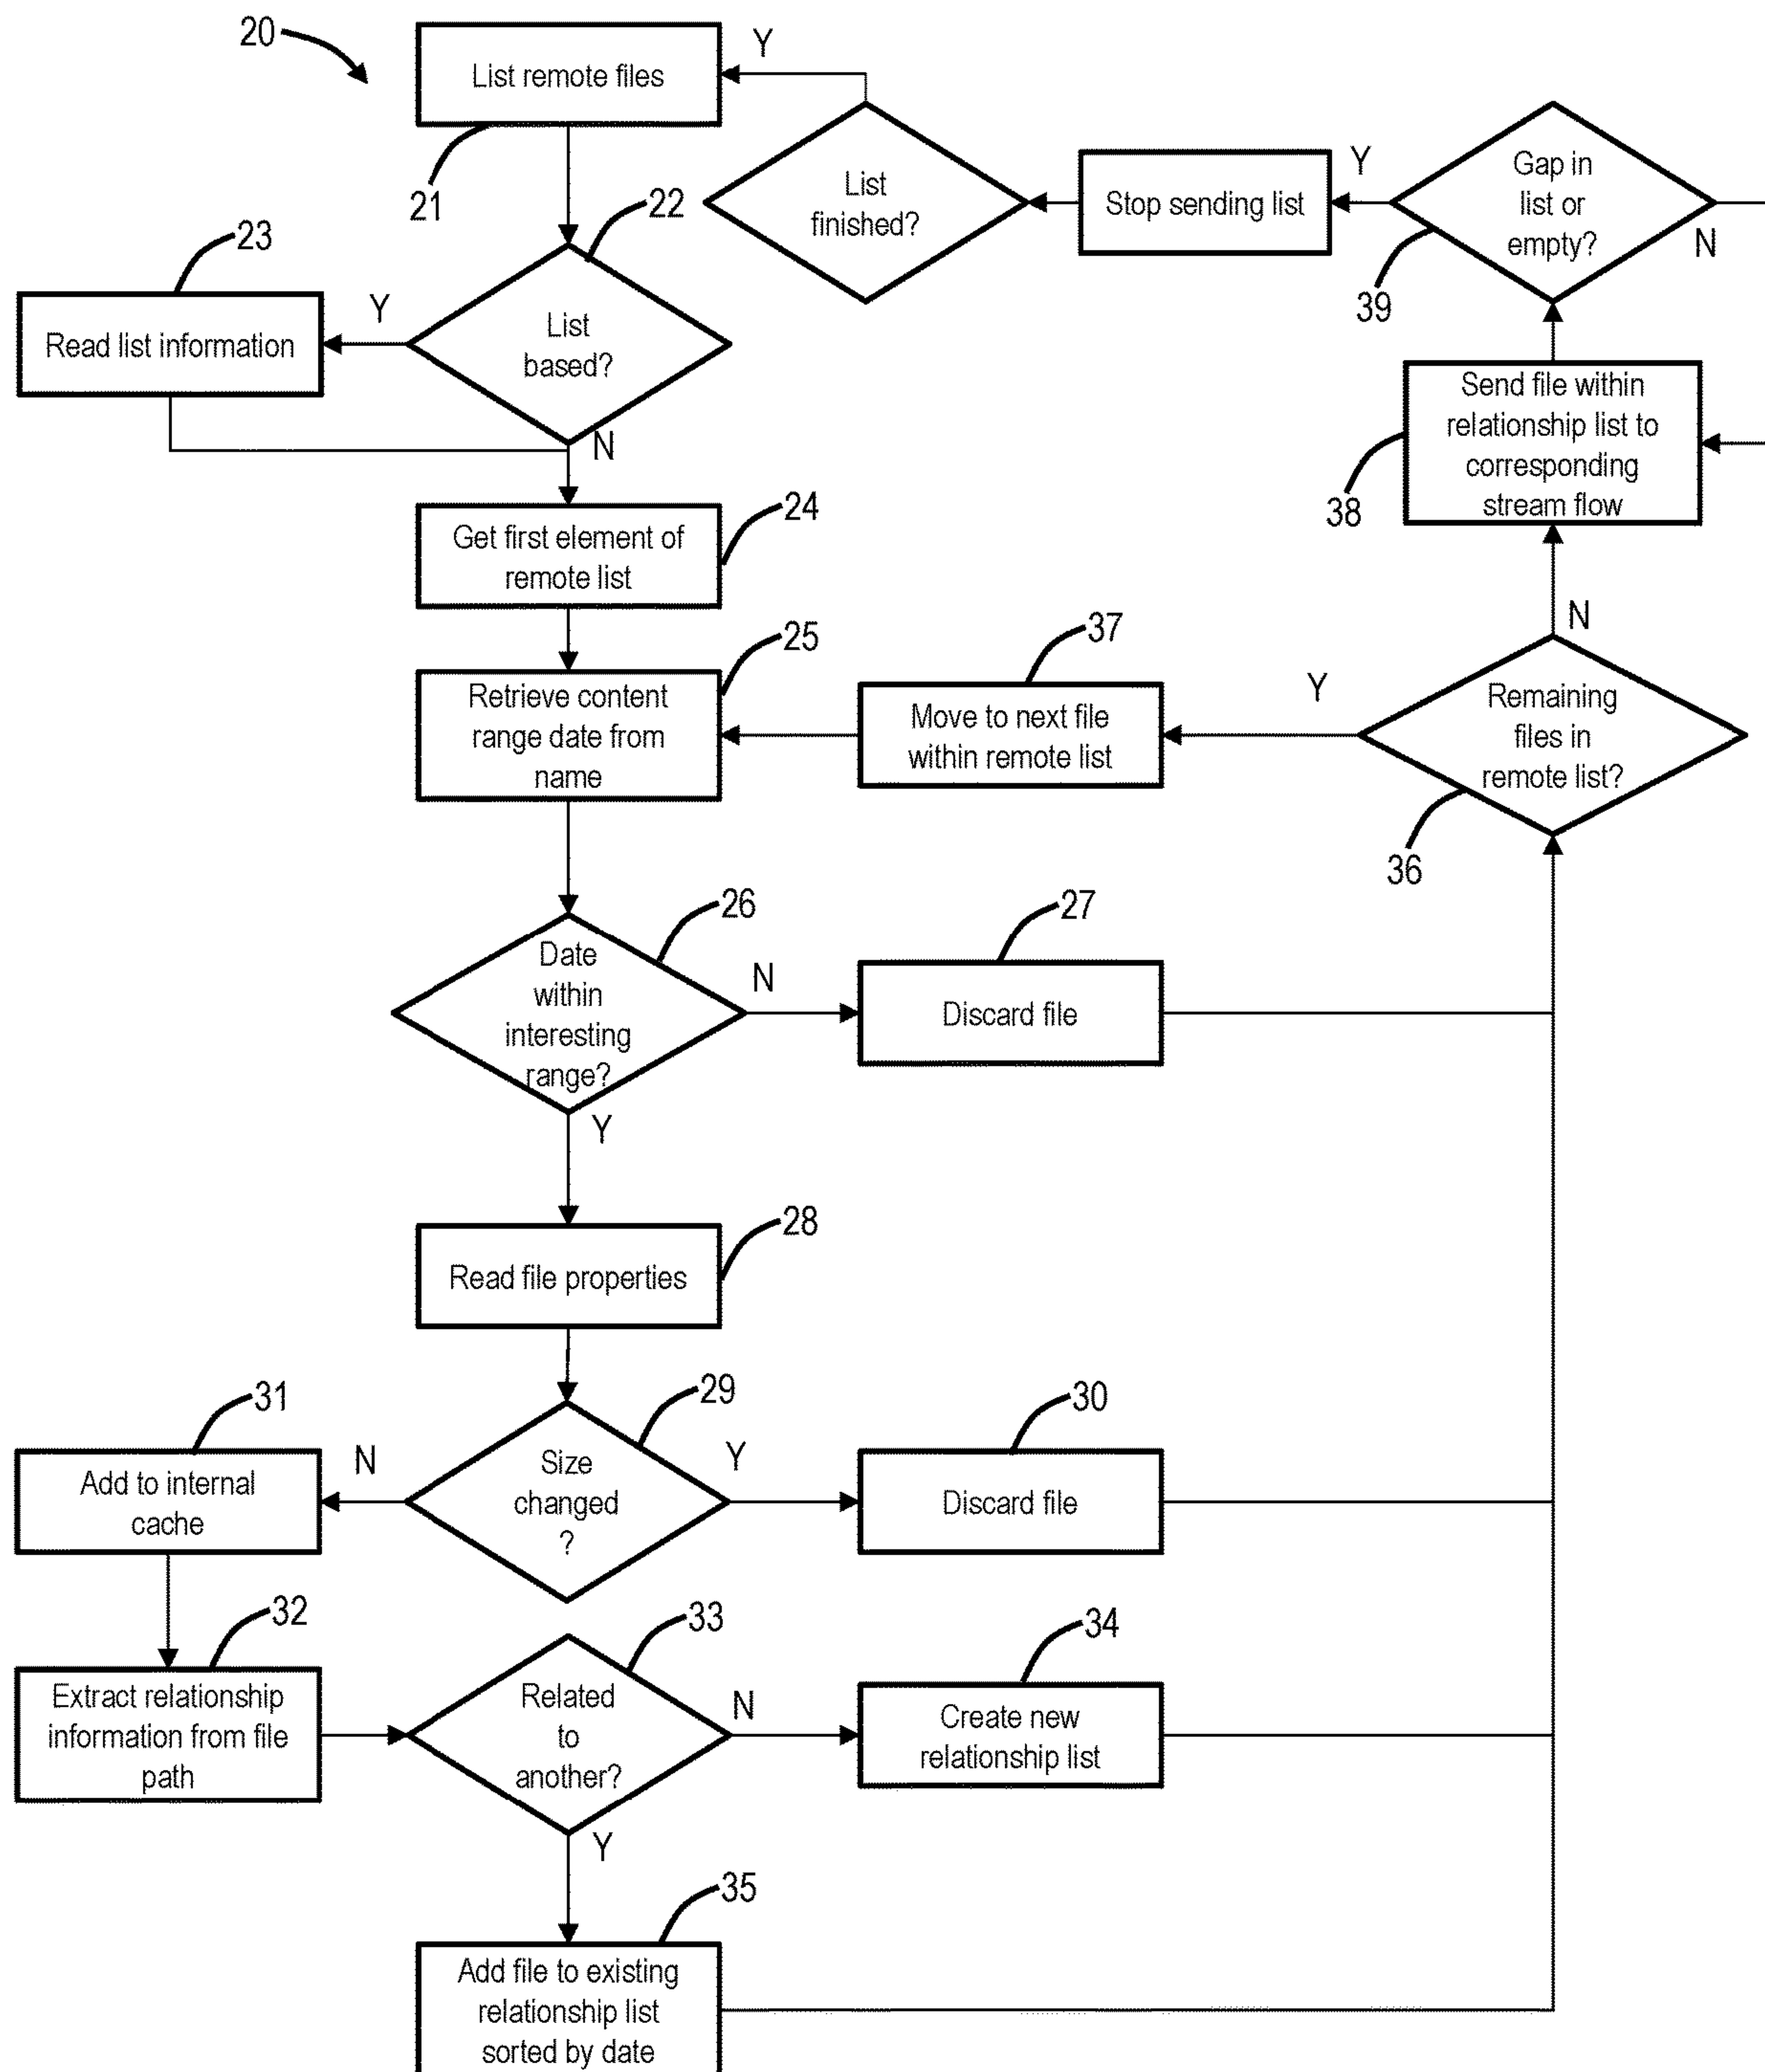 20
List remote files
Y
21
22
List
finished?
Stop sending list
Y
Gap in
list or
empty?
N
39
23
Read list information
Y
List
based?
N
Send file within
relationship list to
corresponding
stream flow
38
24
Get first element of
remote list
25
Retrieve content
range date from
name
37
Move to next file
within remote list
Y
N
Remaining
files in
remote list?
36
26
Date
within
interesting
range?
N
27
Discard file
Y
28
Read file properties
31
Add to internal
cache
N
29
Size
changed
?
Y
30
Discard file
32
Extract relationship
information from file
path
33
Related
to
another?
N
34
Create new
relationship list
Y
35
Add file to existing
relationship list
sorted by date